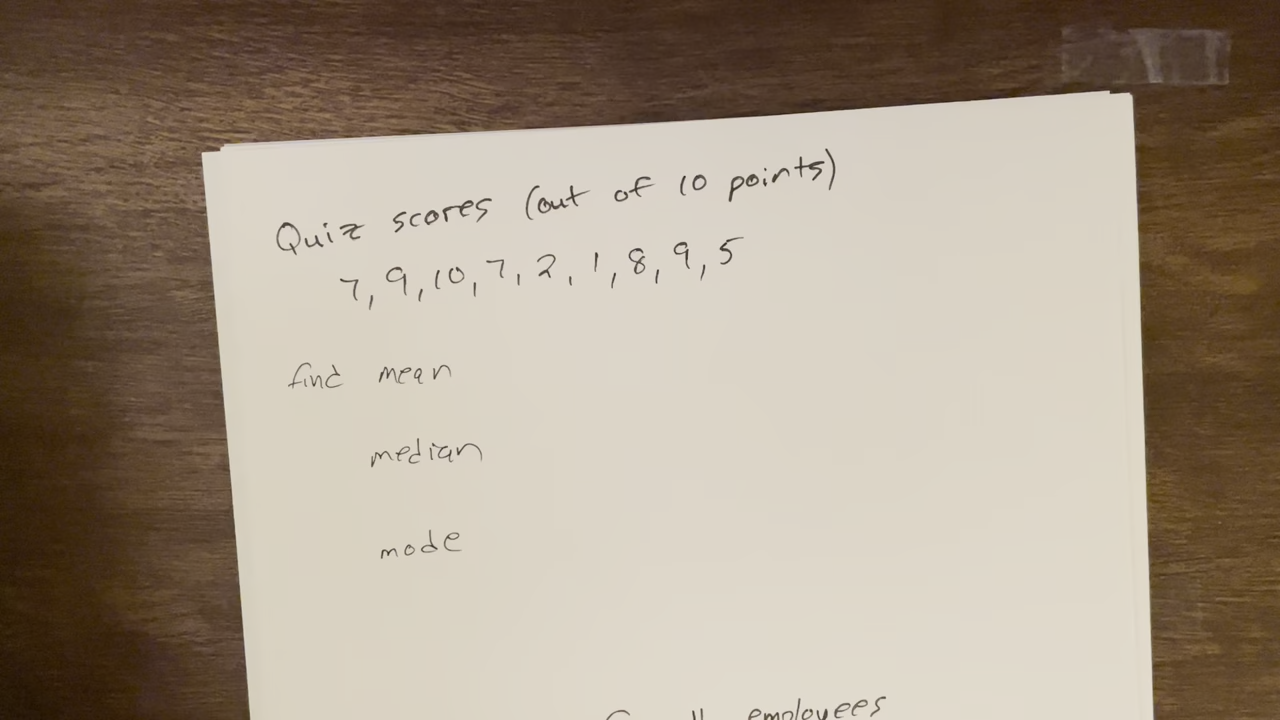 Quiz scores (out of 10 points)
7, 9, 10, 7, 2, 1, 8, 9, 5
find mean
median
mode
employees